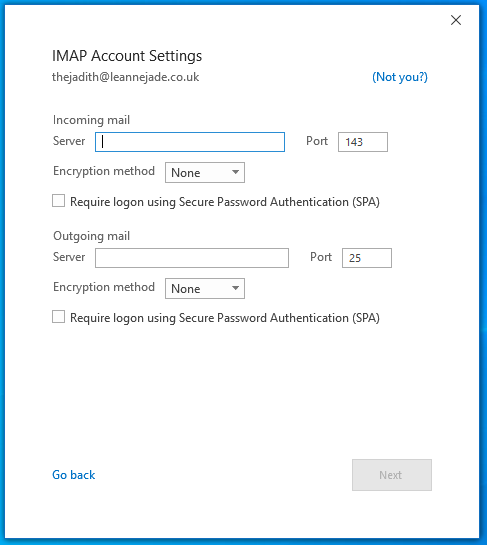 IMAP Account Settings
thejadith@leannejade.co.uk (Not you?)
Incoming mail
Server Port 143
Encryption method None
Require logon using Secure Password Authentication (SPA)
Outgoing mail
Server Port 25
Encryption method None
Require logon using Secure Password Authentication (SPA)
Go back Next